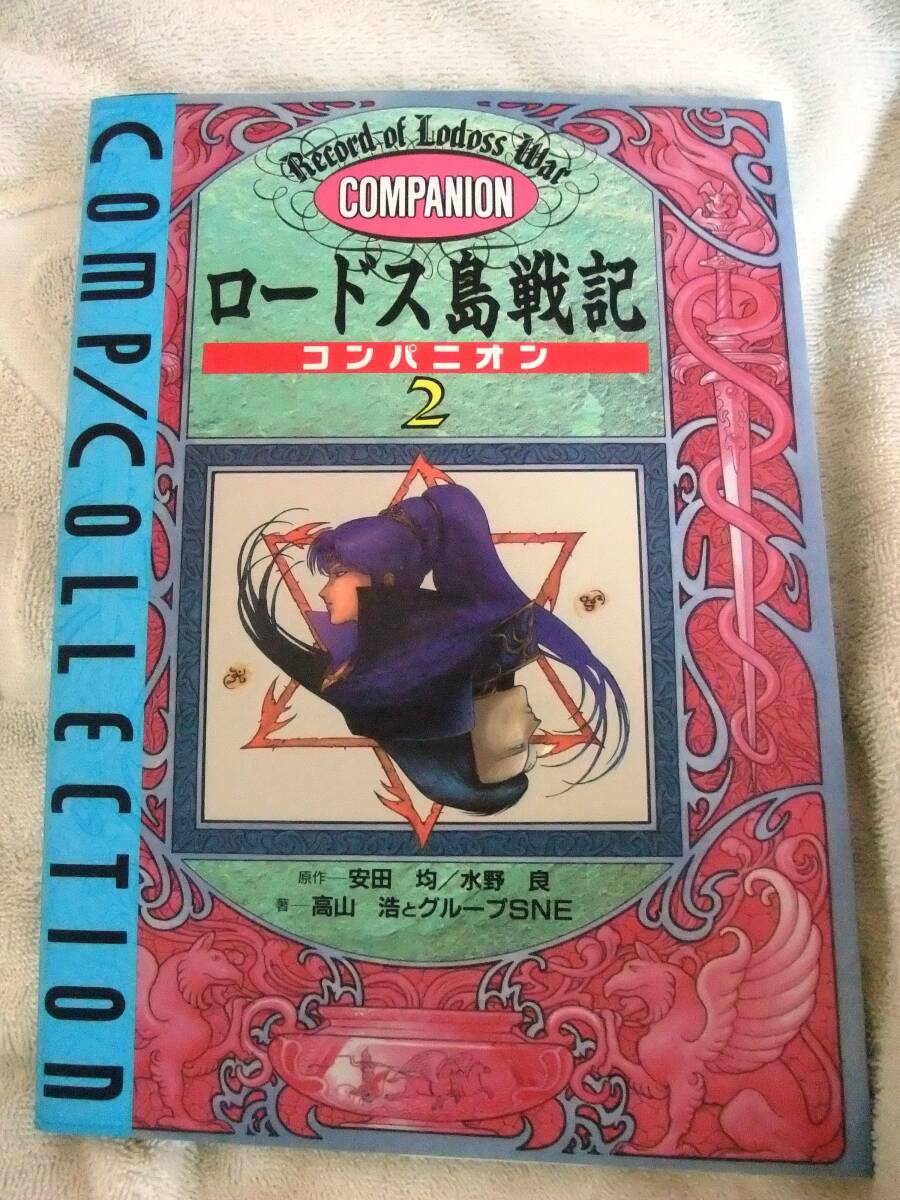 COMP/COLLECTION
Record of Lodoss War
COMPANION
ロードス島戦記
コンパニオン
2
原作―安田 均/水野 良
著―高山 浩とグループSNE